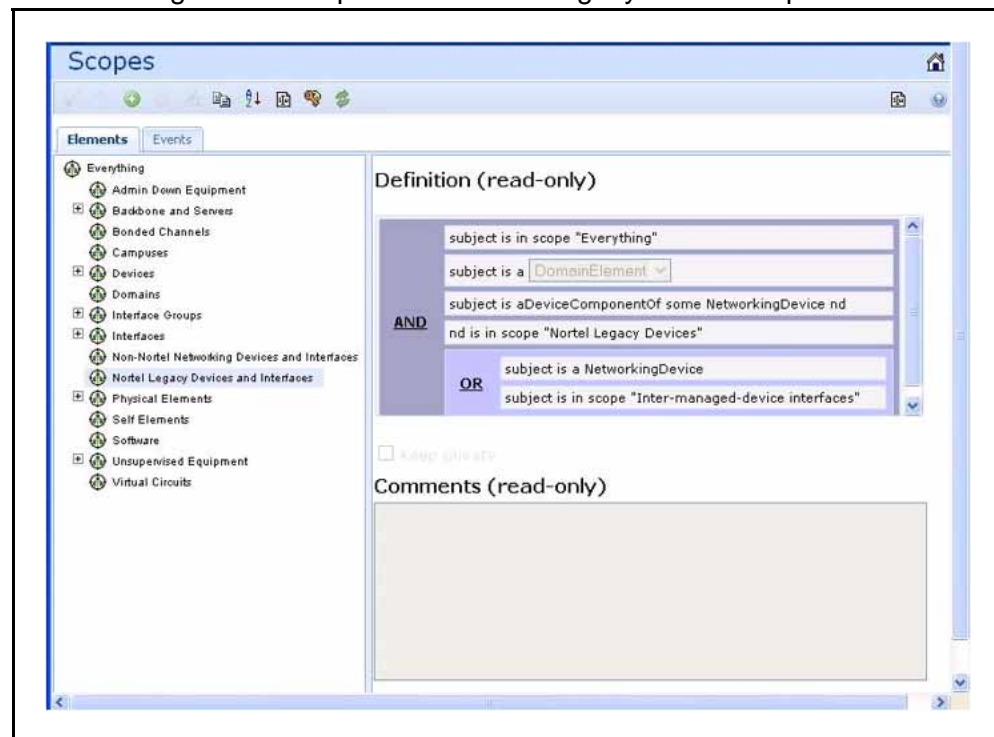 Scopes
Elements
Events
Everything
Admin Down Equipment
Backbone and Servers
Bonded Channels
Campuses
Devices
Domains
Interface Groups
Interfaces
Non-Nortel Networking Devices and Interfaces
Nortel Legacy Devices and Interfaces
Physical Elements
Self Elements
Software
Unsupervised Equipment
Virtual Circuits
Definition (read-only)
AND
subject is in scope "Everything"
subject is a DomainElement
subject is aDeviceComponentOf some NetworkingDevice nd
nd is in scope "Nortel Legacy Devices"
OR
subject is a NetworkingDevice
subject is in scope "Inter-managed-device interfaces"
Comments (read-only)